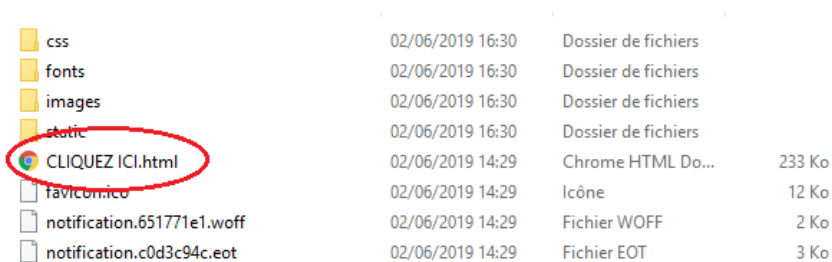 css 02/06/2019 16:30 Dossier de fichiers
fonts 02/06/2019 16:30 Dossier de fichiers
images 02/06/2019 16:30 Dossier de fichiers
static 02/06/2019 16:30 Dossier de fichiers
CLIQUEZ ICI.html 02/06/2019 14:29 Chrome HTML Do... 233 Ko
favicon.ico 02/06/2019 14:29 Icône 12 Ko
notification.651771e1.woff 02/06/2019 14:29 Fichier WOFF 2 Ko
notification.c0d3c94c.eot 02/06/2019 14:29 Fichier EOT 3 Ko